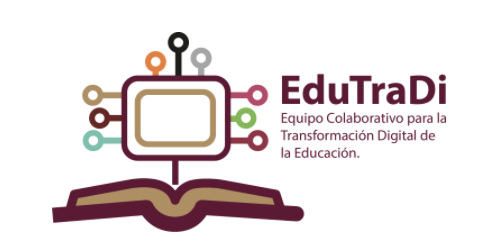 EduTraDi
Equipo Colaborativo para la
Transformación Digital de
la Educación.